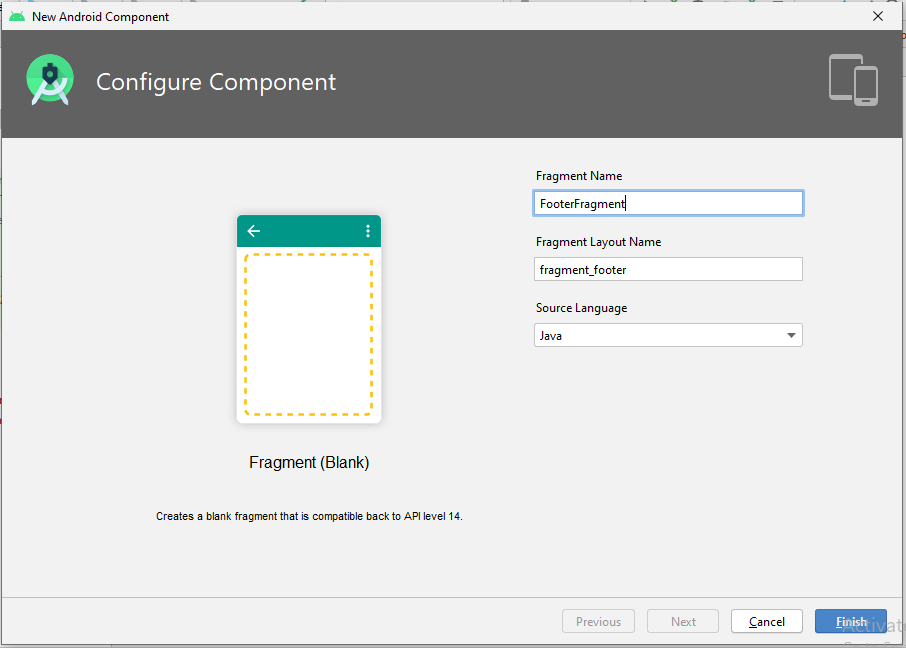 New Android Component
Configure Component
Fragment Name
FooterFragment
Fragment Layout Name
fragment_footer
Source Language
Java
Fragment (Blank)
Creates a blank fragment that is compatible back to API level 14.
Previous
Next
Cancel
Finish